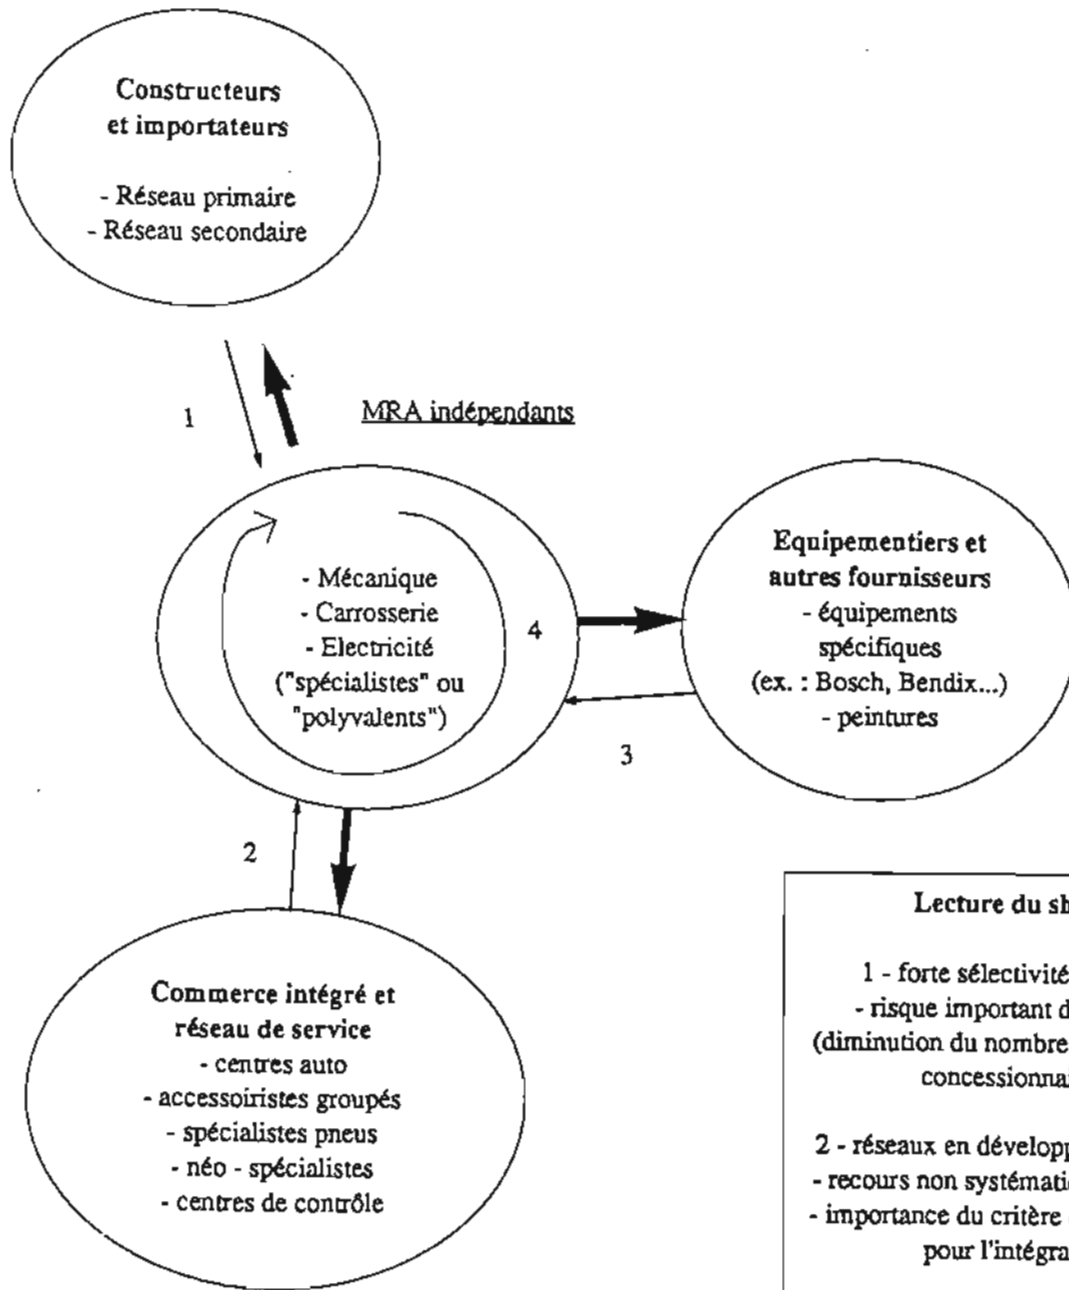 Constructeurs
et importateurs
- Réseau primaire
- Réseau secondaire
1
MRA indépendants
- Mécanique
- Carrosserie
- Electricité
("spécialistes" ou
"polyvalents")
4
Equipementiers et
autres fournisseurs
- équipements
spécifiques
(ex. : Bosch, Bendix...)
- peintures
3
2
Commerce intégré et
réseau de service
- centres auto
- accessoiristes groupés
- spécialistes pneus
- néo - spécialistes
- centres de contrôle
Lecture du
1 - forte sélectivité
- risque important
(diminution du nombre
2 - réseaux en
- recours non
- importance du critère
pour